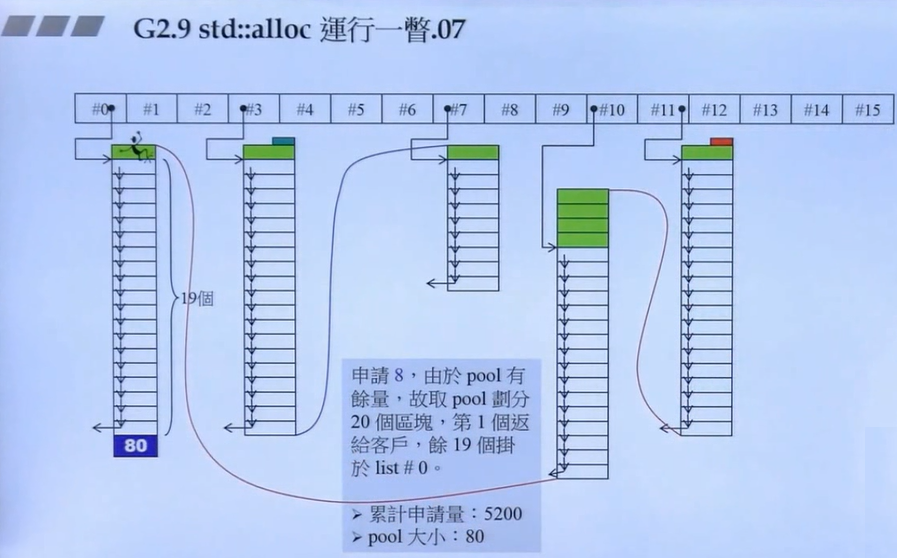 G2.9 std::alloc 運行一瞥.07
#0 #1 #2 #3 #4 #5 #6 #7 #8 #9 #10 #11 #12 #13 #14 #15
19個
80
申請 8，由於 pool 有
餘量，故取 pool 劃分
20 個區塊，第 1 個返
給客戶，餘 19 個掛
於 list # 0。
➢ 累計申請量：5200
➢ pool 大小：80